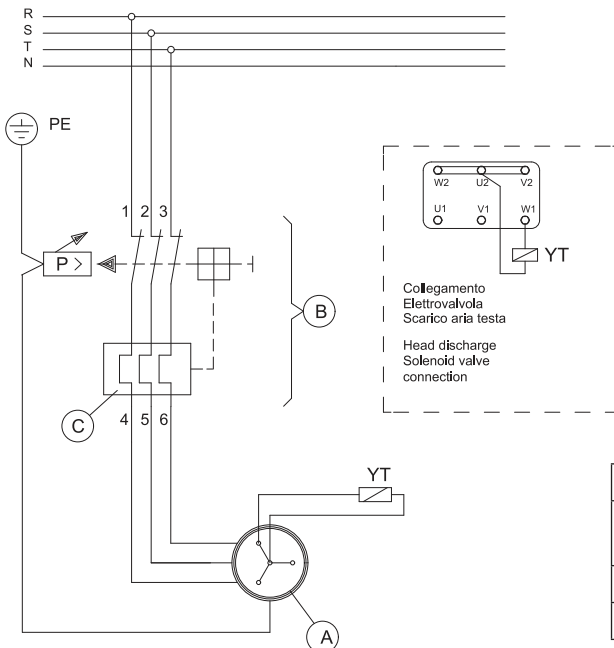 R
S
T
N
PE
1 2 3
P >
B
C
4 5 6
YT
A
W2 U2 V2
U1 V1 W1
YT
Collegamento
Elettrovalvola
Scarico aria testa
Head discharge
Solenoid valve
connection